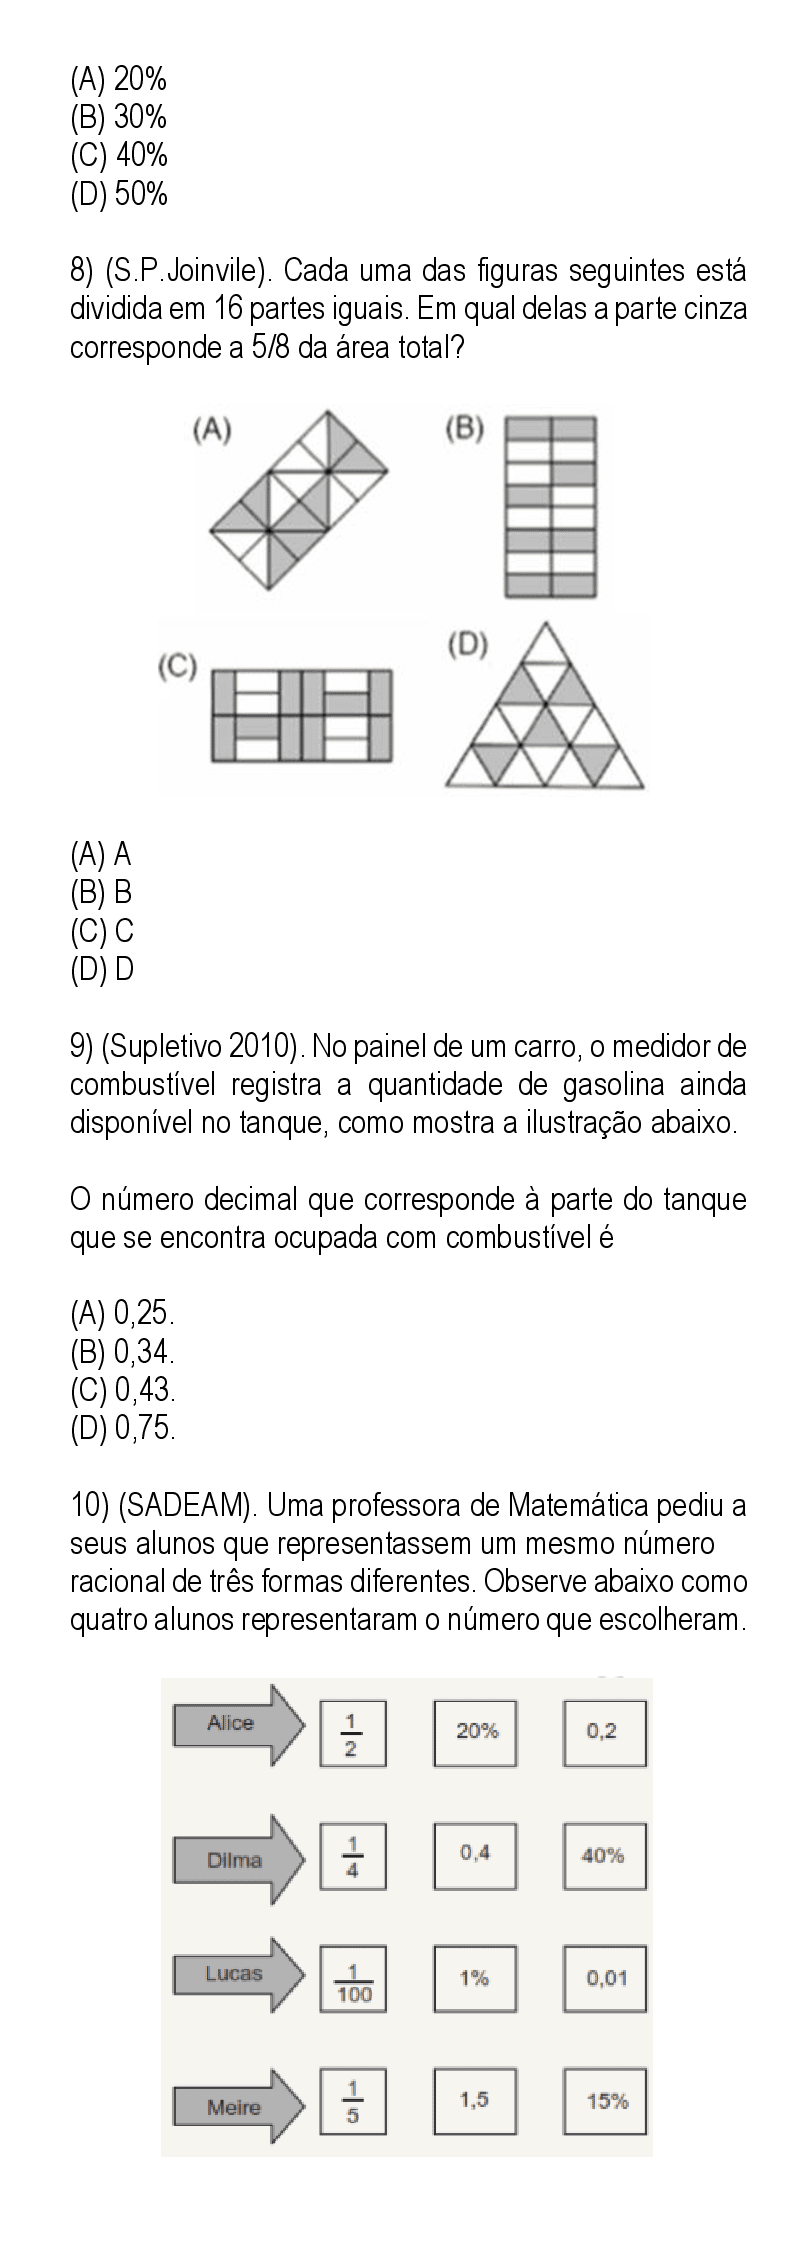 (A) 20%
(B) 30%
(C) 40%
(D) 50%
8) (S.P.Joinvile). Cada uma das figuras seguintes está
dividida em 16 partes iguais. Em qual delas a parte cinza
corresponde a 5/8 da área total?
(A)
(B)
(C)
(D)
(A) A
(B) B
(C) C
(D) D
9) (Supletivo 2010). No painel de um carro, o medidor de
combustível registra a quantidade de gasolina ainda
disponível no tanque, como mostra a ilustração abaixo.
O número decimal que corresponde à parte do tanque
que se encontra ocupada com combustível é
(A) 0,25.
(B) 0,34.
(C) 0,43.
(D) 0,75.
10) (SADEAM). Uma professora de Matemática pediu a
seus alunos que representassem um mesmo número
racional de três formas diferentes. Observe abaixo como
quatro alunos representaram o número que escolheram.
Alice 1/2 20% 0,2
Dilma 1/4 0,4 40%
Lucas 1/100 1% 0,01
Meire 1/5 1,5 15%